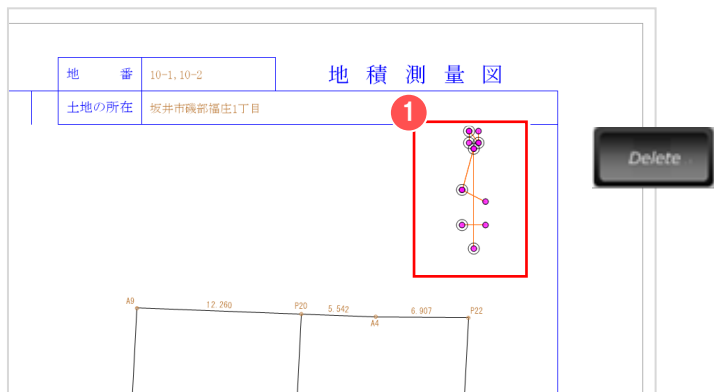 地 番 10-1,10-2 地積測量図
土地の所在 坂井市磯部福庄1丁目
1
Delete
A9 12.260 P20 5.542 A4 6.907 P22